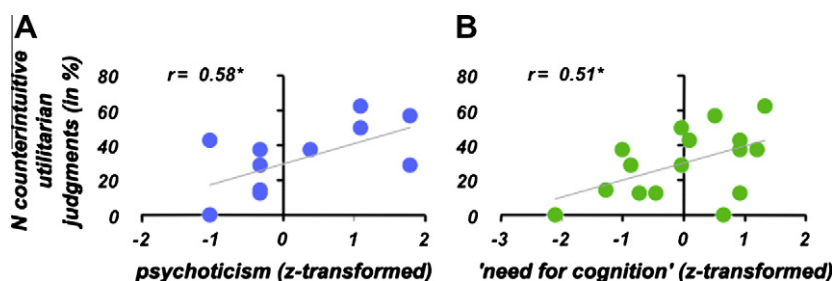 A
B
N counterintuitive
utilitarian
judgments (in %)
r = 0.58*
r = 0.51*
80
60
40
20
0
-2
-1
0
1
2
80
60
40
20
0
-3
-2
-1
0
1
2
psychoticism (z-transformed)
'need for cognition' (z-transformed)